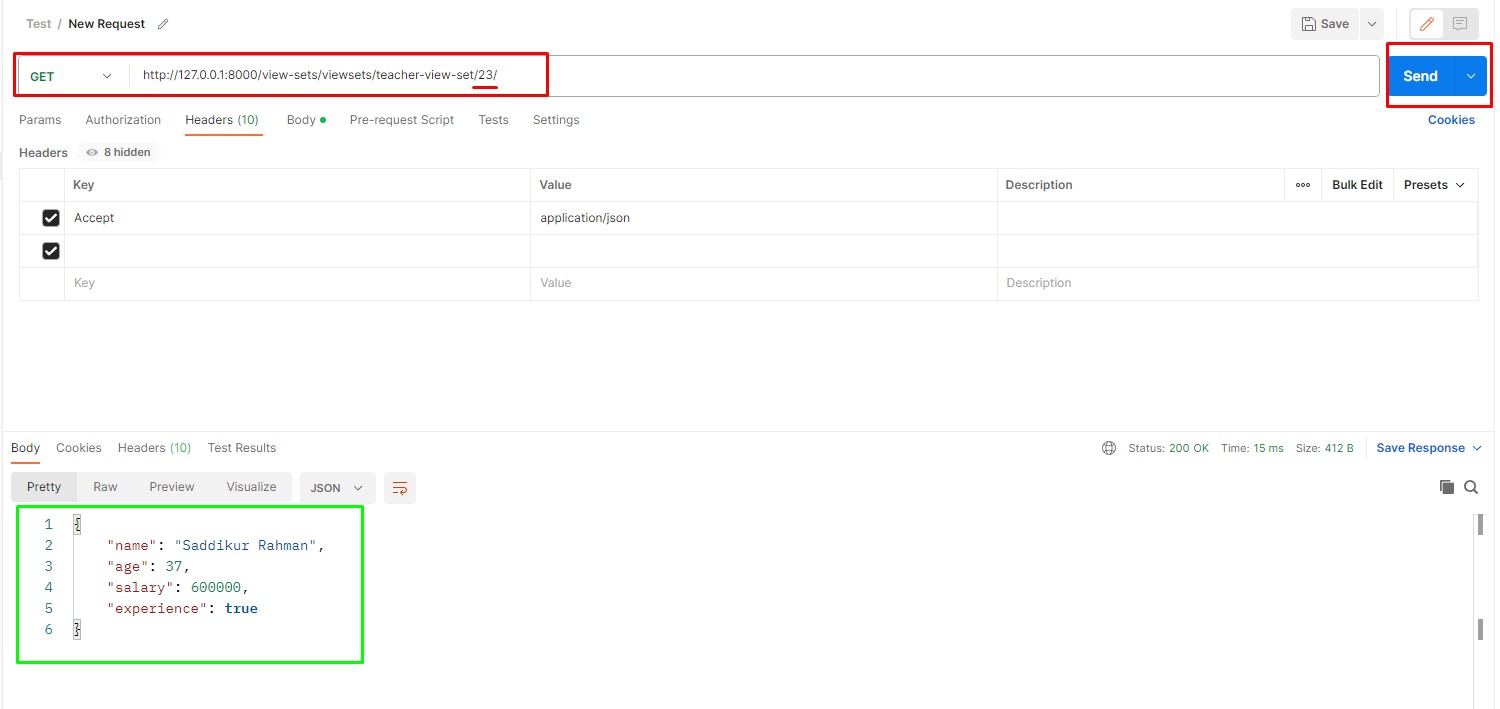 Test / New Request
Save
GET http://127.0.0.1:8000/view-sets/viewsets/teacher-view-set/23/
Send
Params Authorization Headers (10) Body Pre-request Script Tests Settings Cookies
Headers 8 hidden
Key Value Description Bulk Edit Presets
Accept application/json
Key Value Description
Body Cookies Headers (10) Test Results Status: 200 OK Time: 15 ms Size: 412 B Save Response
Pretty Raw Preview Visualize JSON
1 {
2 "name": "Saddikur Rahman",
3 "age": 37,
4 "salary": 600000,
5 "experience": true
6 }